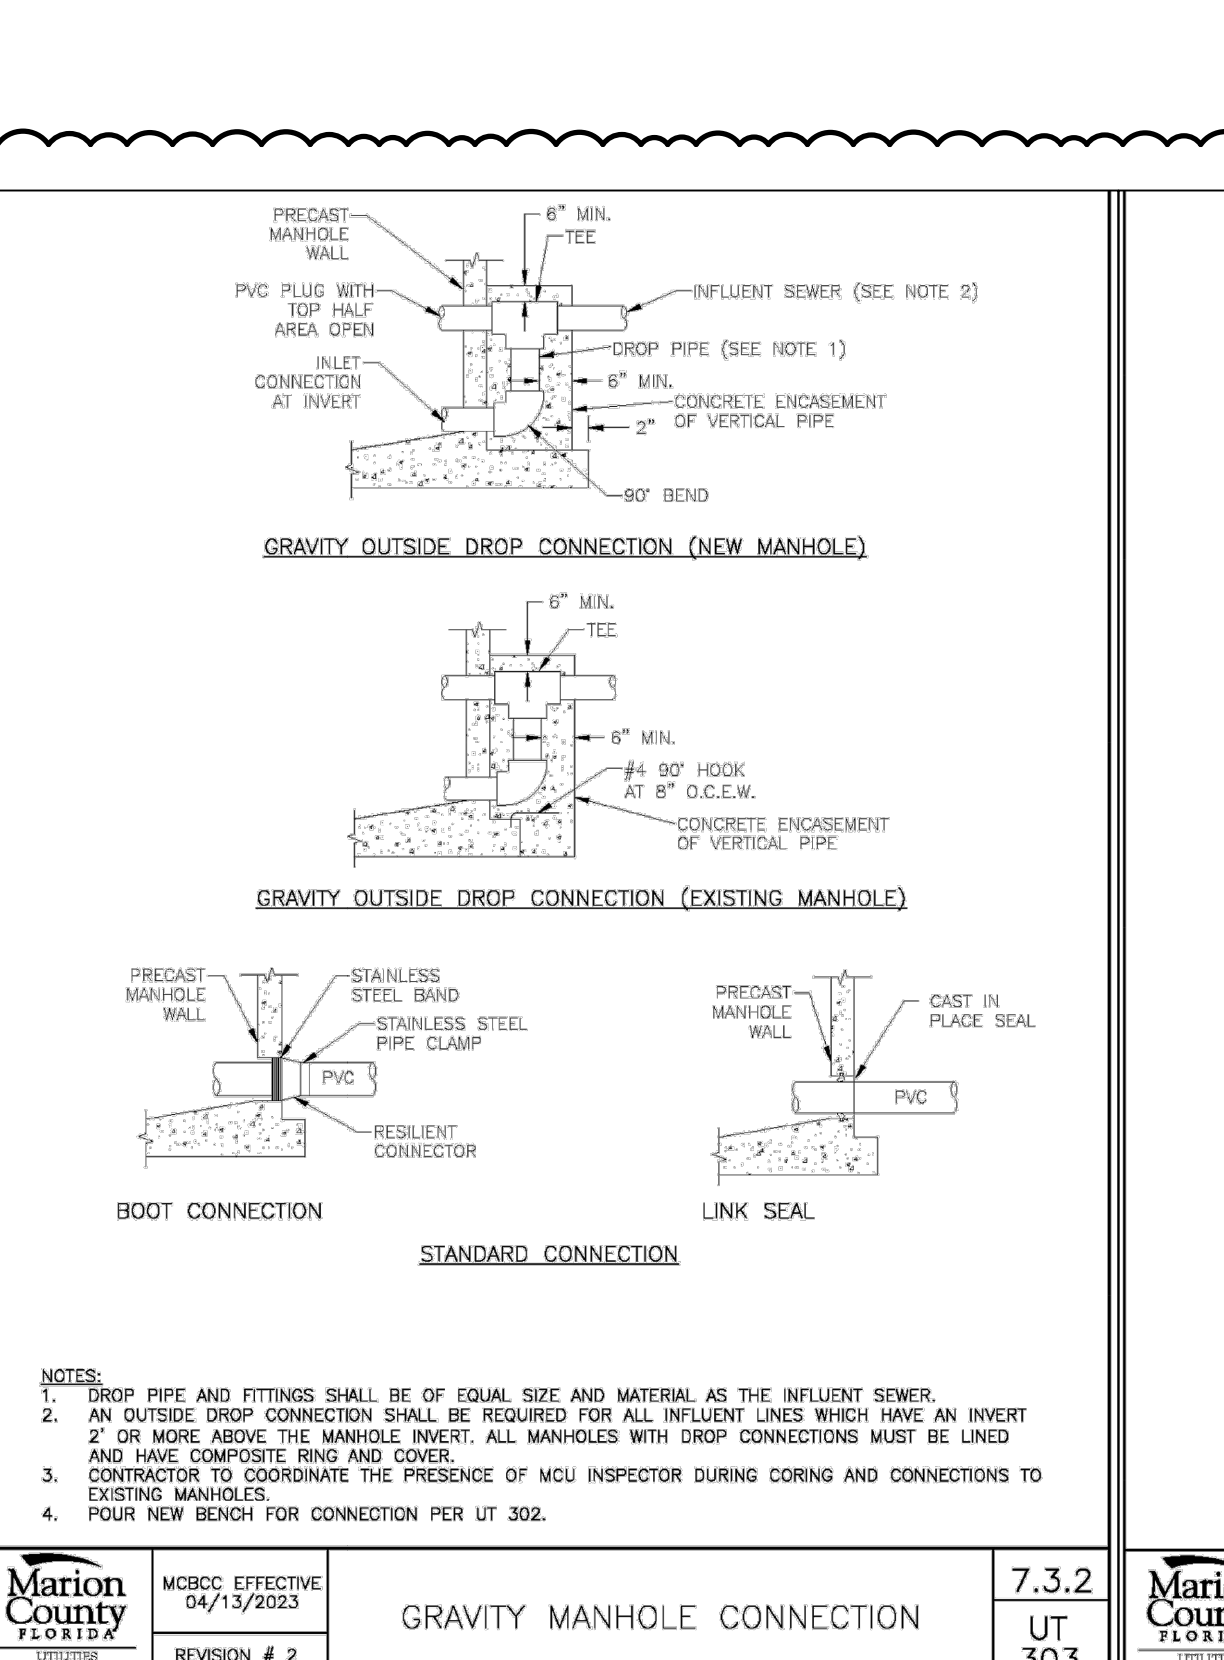 PRECAST
MANHOLE
WALL
6" MIN.
TEE
PVC PLUG WITH
TOP HALF
AREA OPEN
INFLUENT SEWER (SEE NOTE 2)
DROP PIPE (SEE NOTE 1)
INLET
CONNECTION
AT INVERT
6" MIN.
CONCRETE ENCASEMENT
OF VERTICAL PIPE
2"
90° BEND
GRAVITY OUTSIDE DROP CONNECTION (NEW MANHOLE)
6" MIN.
TEE
6" MIN.
#4 90° HOOK
AT 8" O.C.E.W.
CONCRETE ENCASEMENT
OF VERTICAL PIPE
GRAVITY OUTSIDE DROP CONNECTION (EXISTING MANHOLE)
PRECAST
MANHOLE
WALL
STAINLESS
STEEL BAND
STAINLESS STEEL
PIPE CLAMP
PVC
RESILIENT
CONNECTOR
BOOT CONNECTION
PRECAST
MANHOLE
WALL
CAST IN
PLACE SEAL
PVC
LINK SEAL
STANDARD CONNECTION
NOTES:
1. DROP PIPE AND FITTINGS SHALL BE OF EQUAL SIZE AND MATERIAL AS THE INFLUENT SEWER.
2. AN OUTSIDE DROP CONNECTION SHALL BE REQUIRED FOR ALL INFLUENT LINES WHICH HAVE AN INVERT
2' OR MORE ABOVE THE MANHOLE INVERT. ALL MANHOLES WITH DROP CONNECTIONS MUST BE LINED
AND HAVE COMPOSITE RING AND COVER.
3. CONTRACTOR TO COORDINATE THE PRESENCE OF MCU INSPECTOR DURING CORING AND CONNECTIONS TO
EXISTING MANHOLES.
4. POUR NEW BENCH FOR CONNECTION PER UT 302.
Marion
County
FLORIDA
UTILITIES
MCBCC EFFECTIVE
04/13/2023
REVISION # 2
GRAVITY MANHOLE CONNECTION
7.3.2
UT
303
Mari
Cou
FLORI
UTILITI